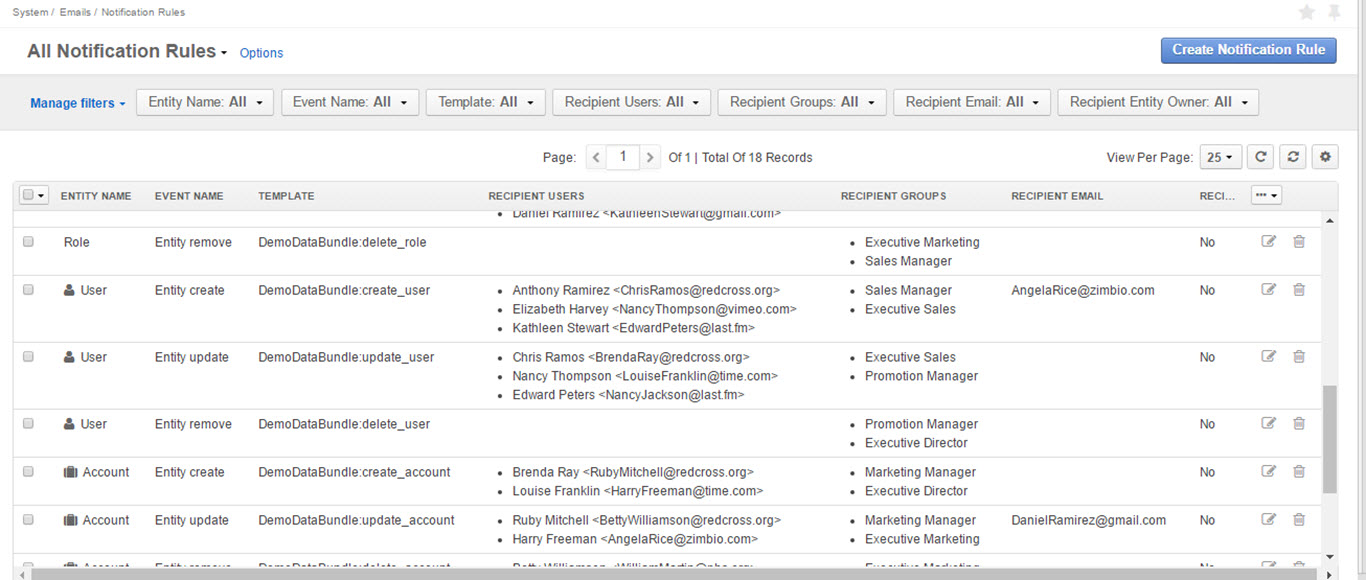 System / Emails / Notification Rules
All Notification Rules Options Create Notification Rule
Manage filters Entity Name: All Event Name: All Template: All Recipient Users: All Recipient Groups: All Recipient Email: All Recipient Entity Owner: All
Page: 1 Of 1 | Total Of 18 Records View Per Page: 25
ENTITY NAME EVENT NAME TEMPLATE RECIPIENT USERS RECIPIENT GROUPS RECIPIENT EMAIL RECI...
Daniel Ramirez <KathleenStewart@gmail.com>
Role Entity remove DemoDataBundle:delete_role Executive Marketing No
Sales Manager
User Entity create DemoDataBundle:create_user Anthony Ramirez <ChrisRamos@redcross.org> Sales Manager AngelaRice@zimbio.com No
Elizabeth Harvey <NancyThompson@vimeo.com> Executive Sales
Kathleen Stewart <EdwardPeters@last.fm>
User Entity update DemoDataBundle:update_user Chris Ramos <BrendaRay@redcross.org> Executive Sales No
Nancy Thompson <LouiseFranklin@time.com> Promotion Manager
Edward Peters <NancyJackson@last.fm>
User Entity remove DemoDataBundle:delete_user Promotion Manager No
Executive Director
Account Entity create DemoDataBundle:create_account Brenda Ray <RubyMitchell@redcross.org> Marketing Manager No
Louise Franklin <HarryFreeman@time.com> Executive Director
Account Entity update DemoDataBundle:update_account Ruby Mitchell <BettyWilliamson@redcross.org> Marketing Manager DanielRamirez@gmail.com No
Harry Freeman <AngelaRice@zimbio.com> Executive Marketing